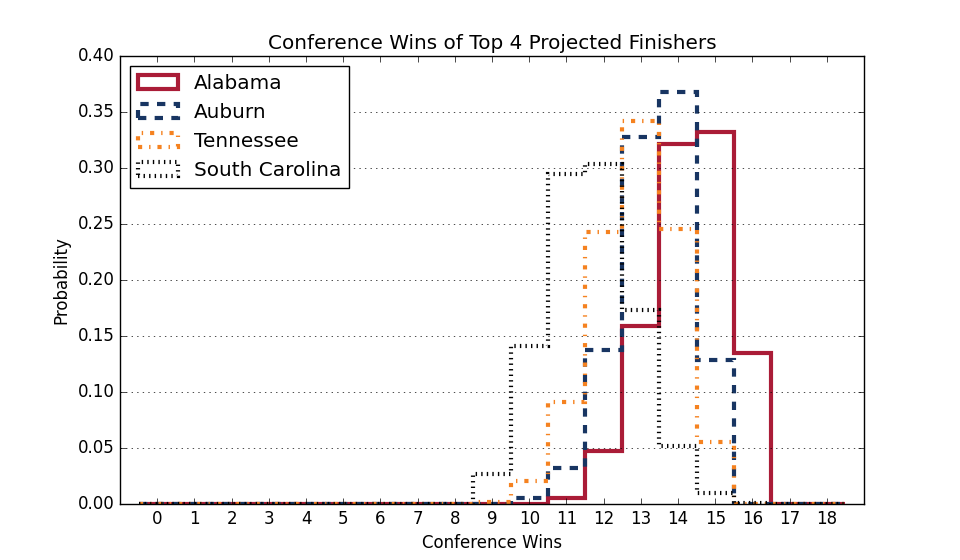 Conference Wins of Top 4 Projected Finishers
0.40
0.35
0.30
0.25
0.20
0.15
0.10
0.05
0.00
Probability
Alabama
Auburn
Tennessee
South Carolina
0 1 2 3 4 5 6 7 8 9 10 11 12 13 14 15 16 17 18
Conference Wins